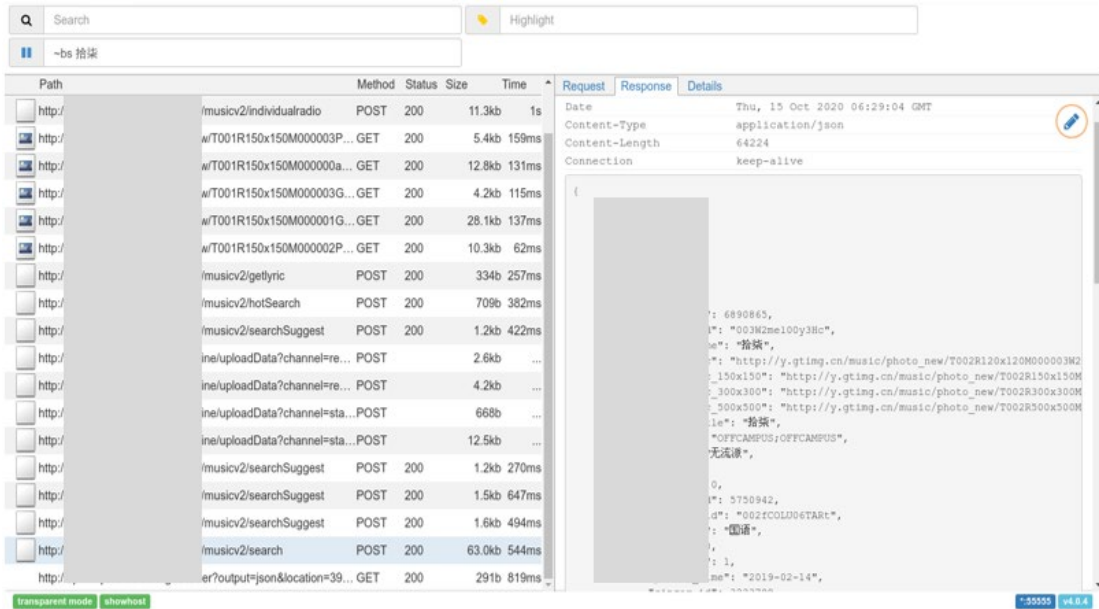 Search
Highlight
~bs 拾柒
Path Method Status Size Time
http:/ /musicv2/individualradio POST 200 11.3kb 1s
http:/ w/T001R150x150M000003P... GET 200 5.4kb 159ms
http:/ w/T001R150x150M000000a... GET 200 12.8kb 131ms
http:/ w/T001R150x150M000003G... GET 200 4.2kb 115ms
http:/ w/T001R150x150M000001G... GET 200 28.1kb 137ms
http:/ w/T001R150x150M000002P... GET 200 10.3kb 62ms
http:/ /musicv2/getlyric POST 200 334b 257ms
http:/ /musicv2/hotSearch POST 200 709b 382ms
http:/ /musicv2/searchSuggest POST 200 1.2kb 422ms
http:/ ine/uploadData?channel=re... POST 2.6kb ...
http:/ ine/uploadData?channel=re... POST 4.2kb ...
http:/ ine/uploadData?channel=sta... POST 668b ...
http:/ ine/uploadData?channel=sta... POST 12.5kb ...
http:/ /musicv2/searchSuggest POST 200 1.2kb 270ms
http:/ /musicv2/searchSuggest POST 200 1.5kb 647ms
http:/ /musicv2/searchSuggest POST 200 1.6kb 494ms
http:/ /musicv2/search POST 200 63.0kb 544ms
http:/ er?output=json&location=39... GET 200 291b 819ms
transparent mode showhost
Request Response Details
Date Thu, 15 Oct 2020 06:29:04 GMT
Content-Type application/json
Content-Length 64224
Connection keep-alive
{
": 6890865,
": "003W2me100y3Hc",
e": "拾柒",
": "http://y.gtimg.cn/music/photo_new/T002R120x120M000003W2
_150x150": "http://y.gtimg.cn/music/photo_new/T002R150x150M
_300x300": "http://y.gtimg.cn/music/photo_new/T002R300x300M
_500x500": "http://y.gtimg.cn/music/photo_new/T002R500x500M
le": "拾柒",
"OFFCAMPUS;OFFCAMPUS",
"无流派",
0,
": 5750942,
d": "002fCOLU06TARt",
: "国语",
,
": 1,
me": "2019-02-14",
*:55555 v4.0.4